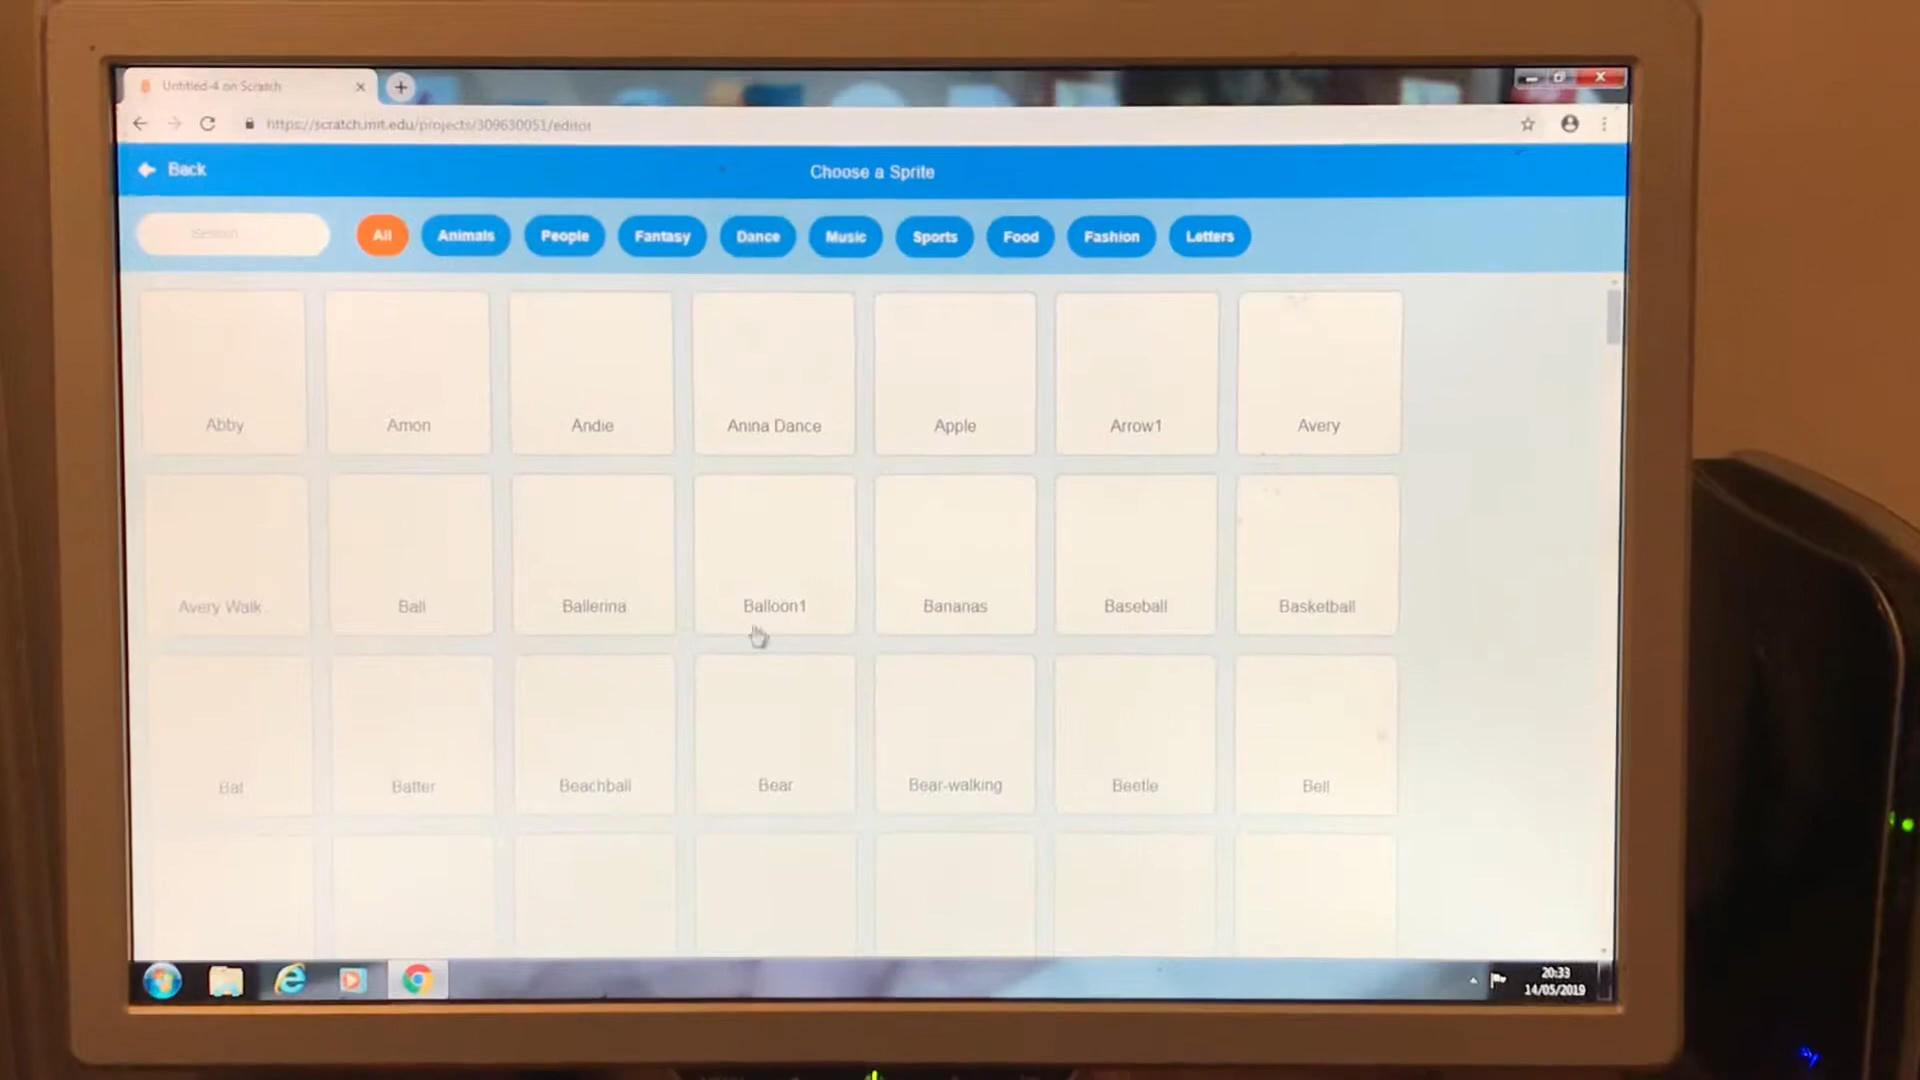 Untitled-4 on Scratch
https://scratch.mit.edu/projects/309630051/editor
Back
Choose a Sprite
Search
All
Animals
People
Fantasy
Dance
Music
Sports
Food
Fashion
Letters
Abby
Amon
Andie
Anina Dance
Apple
Arrow1
Avery
Avery Walk..
Ball
Ballerina
Balloon1
Bananas
Baseball
Basketball
Bat
Batter
Beachball
Bear
Bear-walking
Beetle
Bell
20:33
14/05/2019